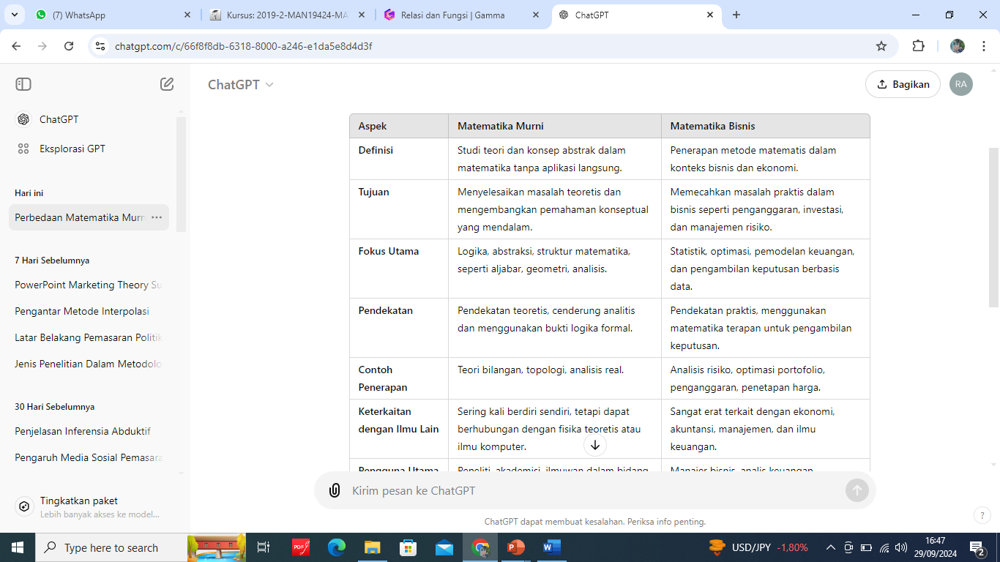 (7) WhatsApp
Kursus: 2019-2-MAN19424-MA
Relasi dan Fungsi | Gamma
ChatGPT
chatgpt.com/c/66f8f8db-6318-8000-a246-e1da5e8d4d3f
ChatGPT
Bagikan
RA
ChatGPT
Eksplorasi GPT
Hari ini
Perbedaan Matematika Murn
7 Hari Sebelumnya
PowerPoint Marketing Theory Su
Pengantar Metode Interpolasi
Latar Belakang Pemasaran Politik
Jenis Penelitian Dalam Metodolo
30 Hari Sebelumnya
Penjelasan Inferensia Abduktif
Pengaruh Media Sosial Pemasara
Tingkatkan paket
Lebih banyak akses ke model...
Aspek
Matematika Murni
Matematika Bisnis
Definisi
Studi teori dan konsep abstrak dalam
matematika tanpa aplikasi langsung.
Penerapan metode matematis dalam
konteks bisnis dan ekonomi.
Tujuan
Menyelesaikan masalah teoretis dan
mengembangkan pemahaman konseptual
yang mendalam.
Memecahkan masalah praktis dalam
bisnis seperti penganggaran, investasi,
dan manajemen risiko.
Fokus Utama
Logika, abstraksi, struktur matematika,
seperti aljabar, geometri, analisis.
Statistik, optimasi, pemodelan keuangan,
dan pengambilan keputusan berbasis
data.
Pendekatan
Pendekatan teoretis, cenderung analitis
dan menggunakan bukti logika formal.
Pendekatan praktis, menggunakan
matematika terapan untuk pengambilan
keputusan.
Contoh
Penerapan
Teori bilangan, topologi, analisis real.
Analisis risiko, optimasi portofolio,
penganggaran, penetapan harga.
Keterkaitan
dengan Ilmu Lain
Sering kali berdiri sendiri, tetapi dapat
berhubungan dengan fisika teoretis atau
ilmu komputer.
Sangat erat terkait dengan ekonomi,
akuntansi, manajemen, dan ilmu
keuangan.
Pengguna Utama
Peneliti, akademisi, ilmuwan dalam bidang
Manajer bisnis, analis keuangan,
Kirim pesan ke ChatGPT
ChatGPT dapat membuat kesalahan. Periksa info penting.
?
Type here to search
PDF
USD/JPY -1,80%
16:47
29/09/2024
2